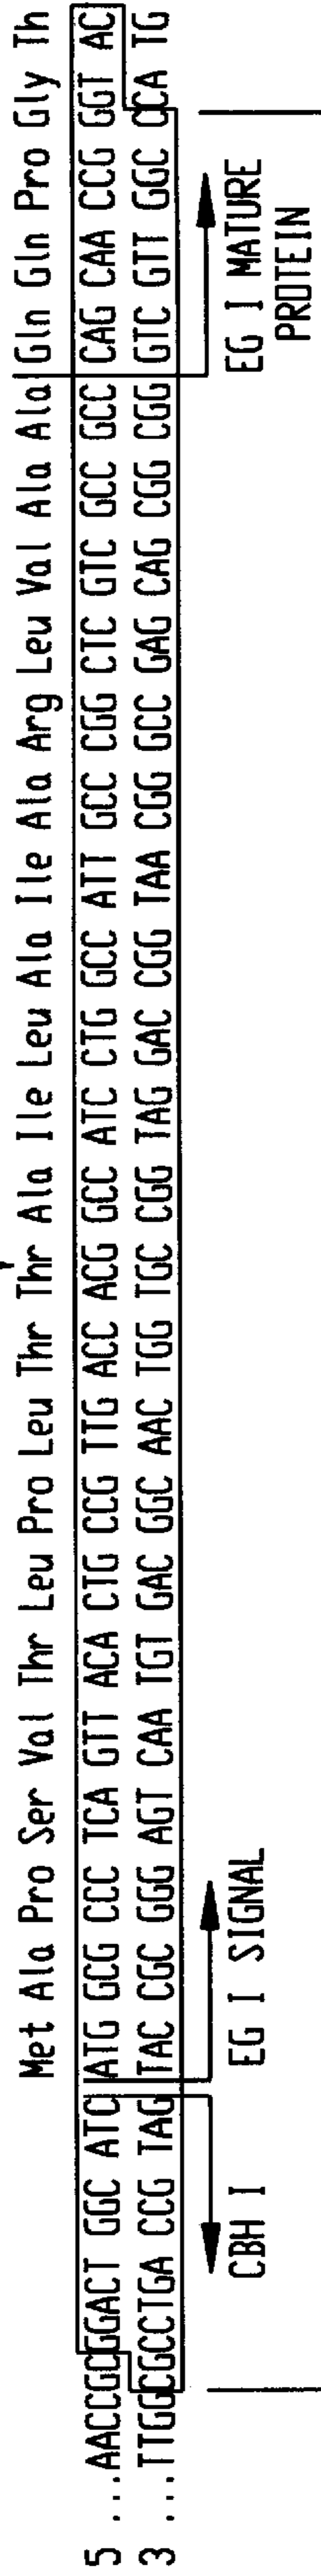 Met Ala Pro Ser Val Thr Leu Pro Leu Thr Thr Ala Ile Leu Ala Ile Ala Arg Leu Val Ala Ala Gln Gln Pro Gly Th
5 ...AACCGCGGACT GGC ATC ATG GCG CCC TCA GTT ACA CTG CCG TTG ACC ACG GCC ATC CTG GCC ATT GCC CGG CTC GTC GCC GCC CAG CAA CCG GGT AC
3 ...TTGGCGCCTGA CCG TAG TAC CGC GGG AGT CAA TGT GAC GGC AAC TGG TGC CGG TAG GAC CGG TAA CGG GCC GAG CAG CGG CGG GTC GTT GGC CCA TG
CBH I EG I SIGNAL EG I MATURE
PROTEIN